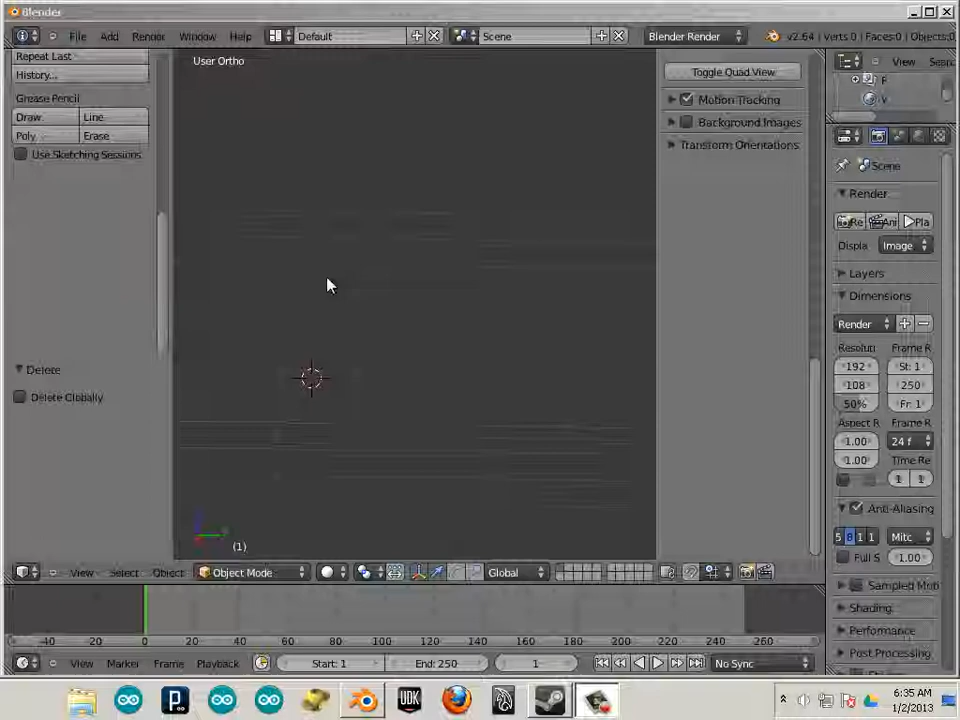 Blender
File Add Render Window Help Default Scene Blender Render v2.64 | Verts 0 | Faces:0 | Objects:0
Repeat Last
History...
Grease Pencil
Draw Line
Poly Erase
Use Sketching Sessions
Delete
Delete Globally
User Ortho
(1)
Toggle Quad View
Motion Tracking
Background Images
Transform Orientations
View
Scene
Render
Re Ani Pla
Displa Image
Layers
Dimensions
Render
Resoluti Frame R
192 St: 1
108 250
50% Fr: 1
Aspect R Frame R
1.00 24 f
1.00 Time Re
1 1
Anti-Aliasing
5 8 1 1 Mitc
Full S 1.00
Sampled Mot
Shading
Performance
Post Processing
View Select Object Object Mode Global
-40 -20 0 20 40 60 80 100 120 140 160 180 200 220 240 260
View Marker Frame Playback Start: 1 End: 250 1 No Sync
UDK
6:35 AM
1/2/2013